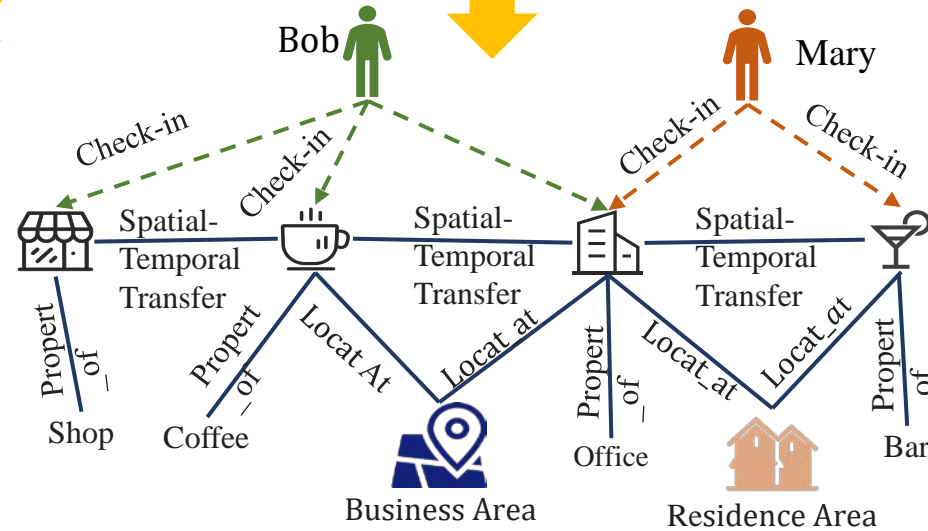 Bob
Mary
Check-in
Check-in
Check-in
Check-in
Spatial-
Temporal
Transfer
Spatial-
Temporal
Transfer
Spatial-
Temporal
Transfer
Propert
_of
Propert
_of
Locat At
Locat_at
Propert
_of
Locat_at
Locat_at
Propert
_of
Shop
Coffee
Office
Bar
Business Area
Residence Area